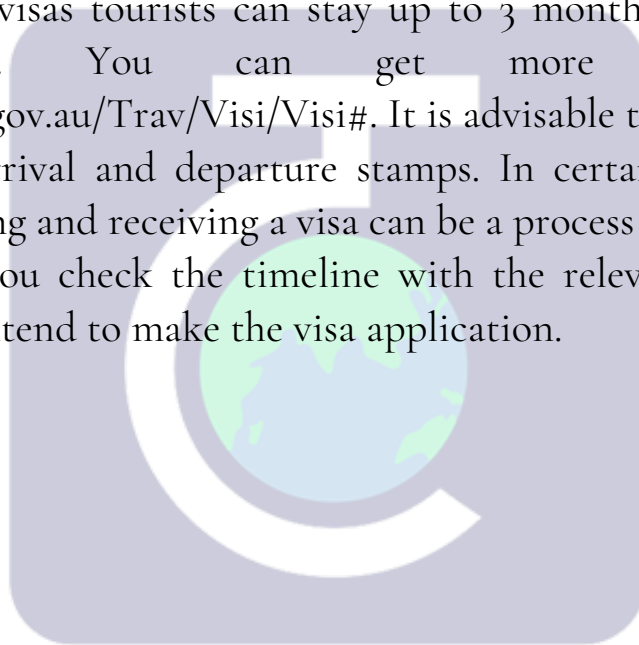 visas tourists can stay up to 3 month
. You can get more
gov.au/Trav/Visi/Visi#. It is advisable t
rival and departure stamps. In certa
ng and receiving a visa can be a process
ou check the timeline with the relev
tend to make the visa application.